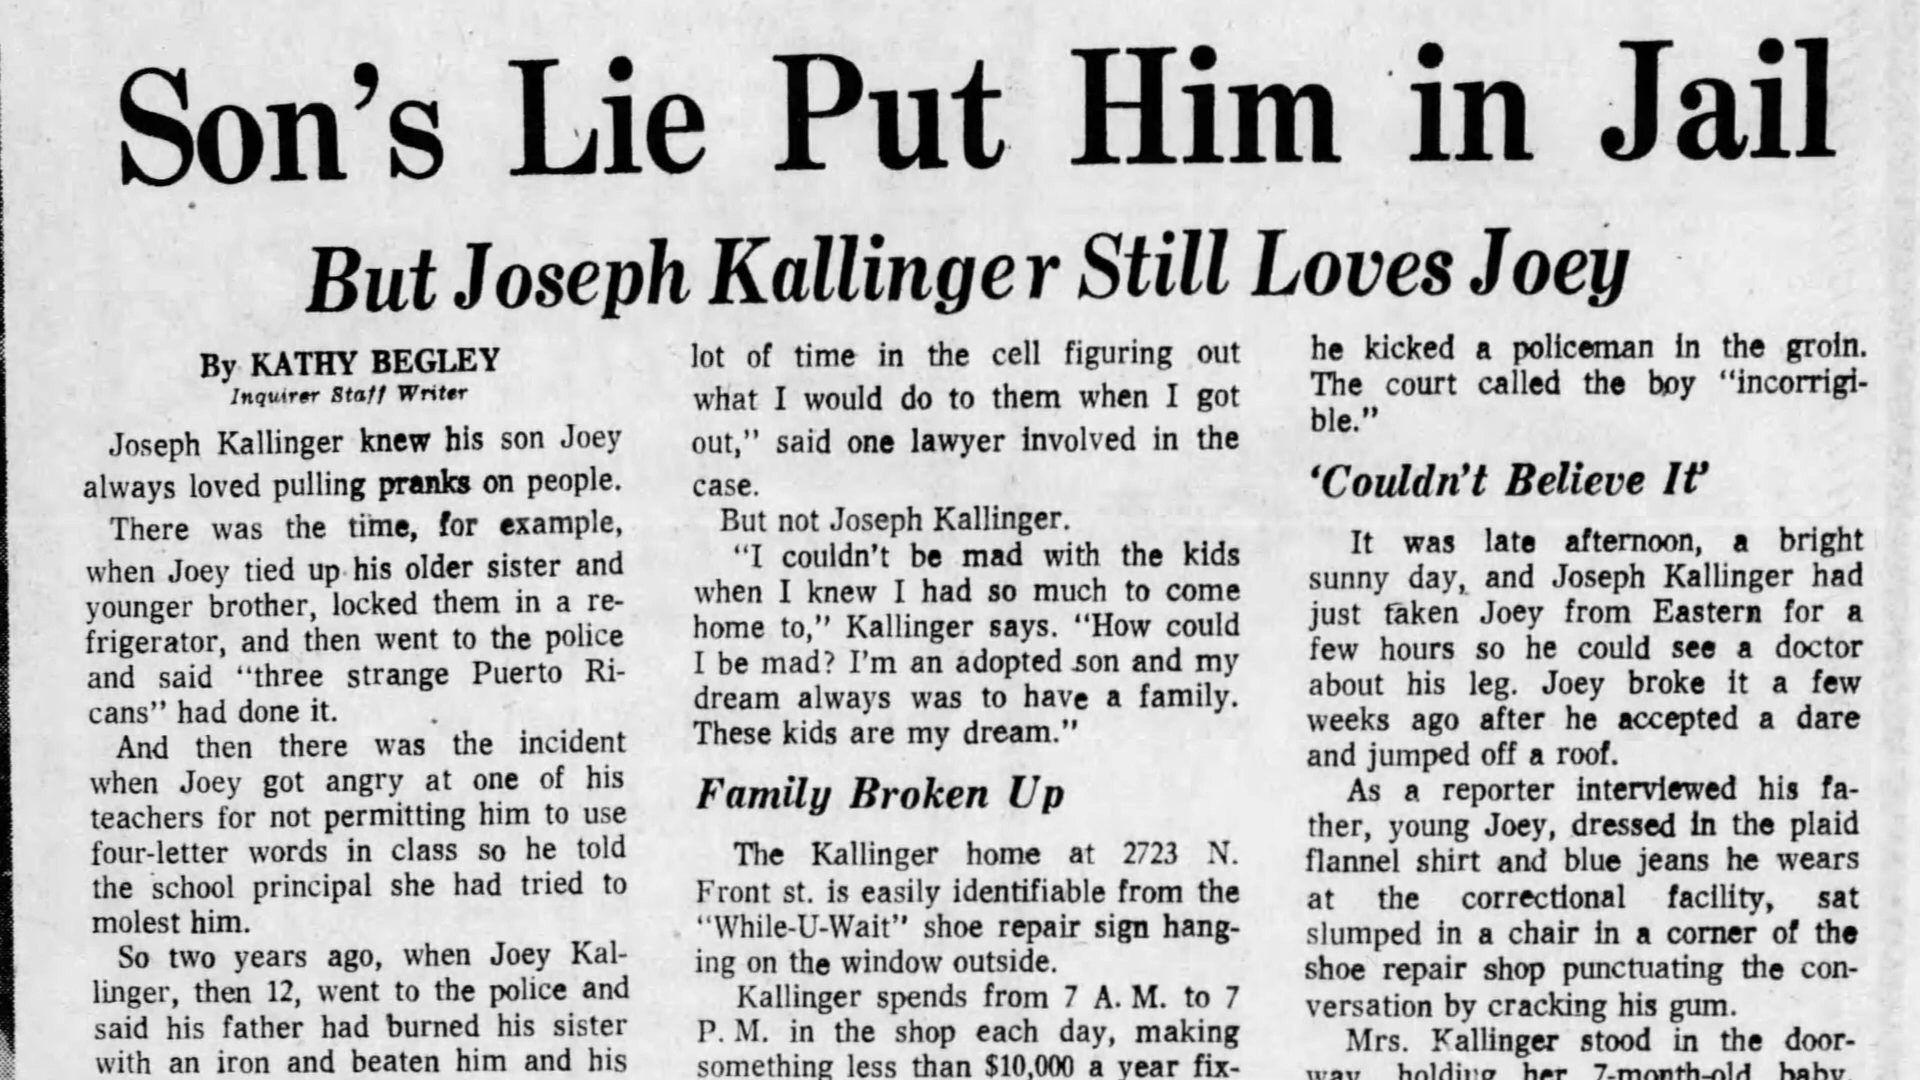 Son's Lie Put Him in Jail
But Joseph Kallinger Still Loves Joey
By KATHY BEGLEY
Inquirer Staff Writer
Joseph Kallinger knew his son Joey
always loved pulling pranks on people.
There was the time, for example,
when Joey tied up his older sister and
younger brother, locked them in a re-
frigerator, and then went to the police
and said "three strange Puerto Ri-
cans" had done it.
And then there was the incident
when Joey got angry at one of his
teachers for not permitting him to use
four-letter words in class so he told
the school principal she had tried to
molest him.
So two years ago, when Joey Kal-
linger, then 12, went to the police and
said his father had burned his sister
with an iron and beaten him and his
lot of time in the cell figuring out
what I would do to them when I got
out," said one lawyer involved in the
case.
But not Joseph Kallinger.
"I couldn't be mad with the kids
when I knew I had so much to come
home to," Kallinger says. "How could
I be mad? I'm an adopted son and my
dream always was to have a family.
These kids are my dream."
Family Broken Up
The Kallinger home at 2723 N.
Front st. is easily identifiable from the
"While-U-Wait" shoe repair sign hang-
ing on the window outside.
Kallinger spends from 7 A. M. to 7
P. M. in the shop each day, making
something less than $10,000 a year fix-
he kicked a policeman in the groin.
The court called the boy "incorrigi-
ble."
'Couldn't Believe It'
It was late afternoon, a bright
sunny day, and Joseph Kallinger had
just taken Joey from Eastern for a
few hours so he could see a doctor
about his leg. Joey broke it a few
weeks ago after he accepted a dare
and jumped off a roof.
As a reporter interviewed his fa-
ther, young Joey, dressed in the plaid
flannel shirt and blue jeans he wears
at the correctional facility, sat
slumped in a chair in a corner of the
shoe repair shop punctuating the con-
versation by cracking his gum.
Mrs. Kallinger stood in the door-
way, holding her 7-month-old baby,